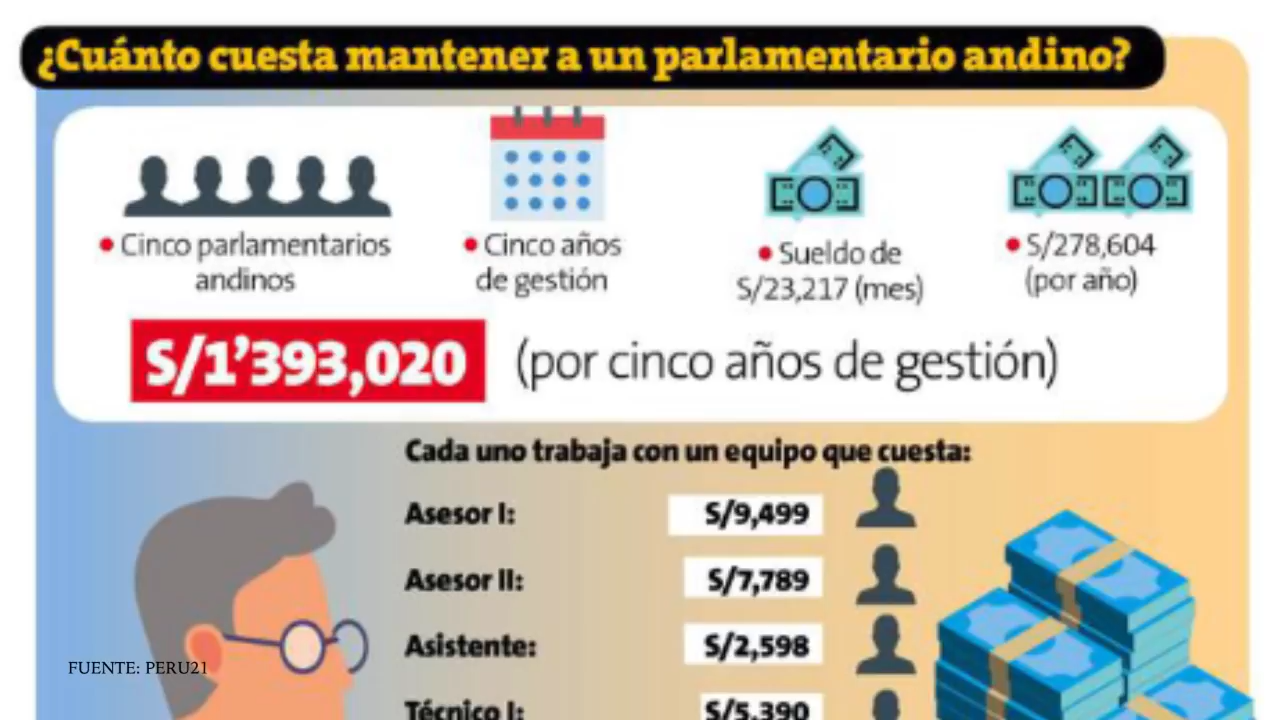 ¿Cuánto cuesta mantener a un parlamentario andino?
• Cinco parlamentarios
andinos
• Cinco años
de gestión
• Sueldo de
S/23,217 (mes)
• S/278,604
(por año)
S/1’393,020 (por cinco años de gestión)
Cada uno trabaja con un equipo que cuesta:
Asesor I: S/9,499
Asesor II: S/7,789
Asistente: S/2,598
Técnico I: S/5,390
FUENTE: PERU21